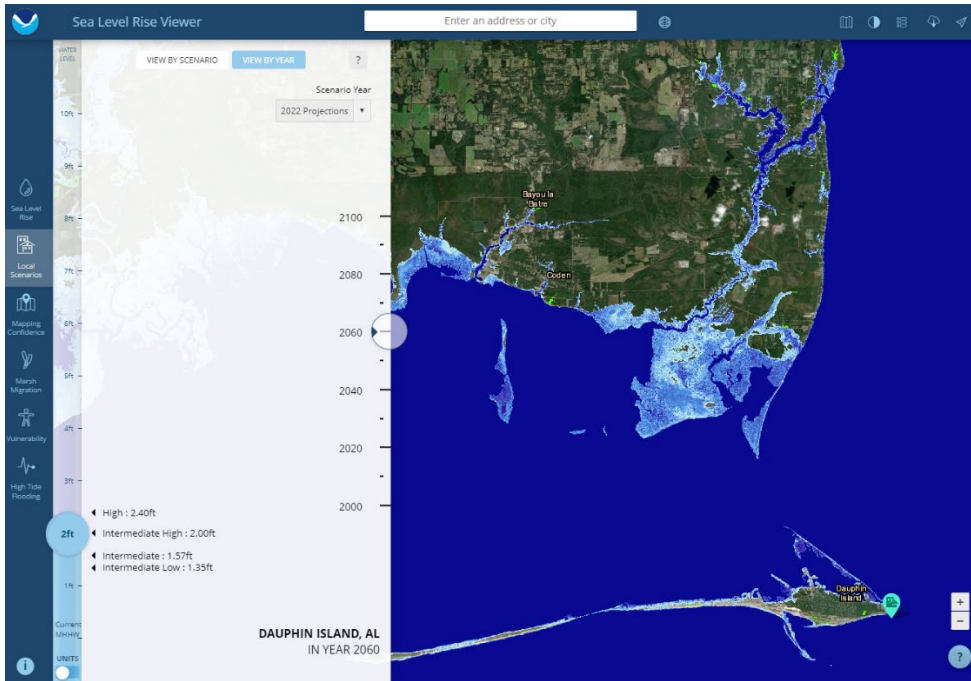 Sea Level Rise Viewer
Enter an address or city
WATER
LEVEL
VIEW BY SCENARIO
VIEW BY YEAR
?
Scenario Year
2022 Projections
10ft
9ft
8ft
7ft
6ft
5ft
4ft
3ft
2ft
1ft
Current
MHHW
UNITS
Sea Level
Rise
Local
Scenarios
Mapping
Confidence
Marsh
Migration
Vulnerability
High Tide
Flooding
i
2100
2080
2060
2040
2020
2000
High : 2.40ft
Intermediate High : 2.00ft
Intermediate : 1.57ft
Intermediate Low : 1.35ft
DAUPHIN ISLAND, AL
IN YEAR 2060
Bayou la
Batre
Coden
Dauphin
Island
+
−
?